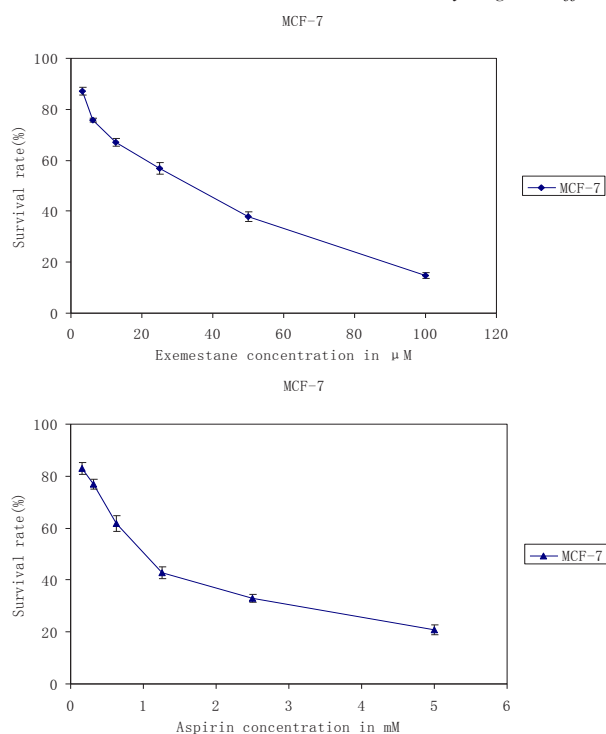 MCF-7
100
80
60
40
20
0
Survival rate(%)
0 20 40 60 80 100 120
Exemestane concentration in μM
MCF-7
MCF-7
100
80
60
40
20
0
Survival rate(%)
0 1 2 3 4 5 6
Aspirin concentration in mM
MCF-7